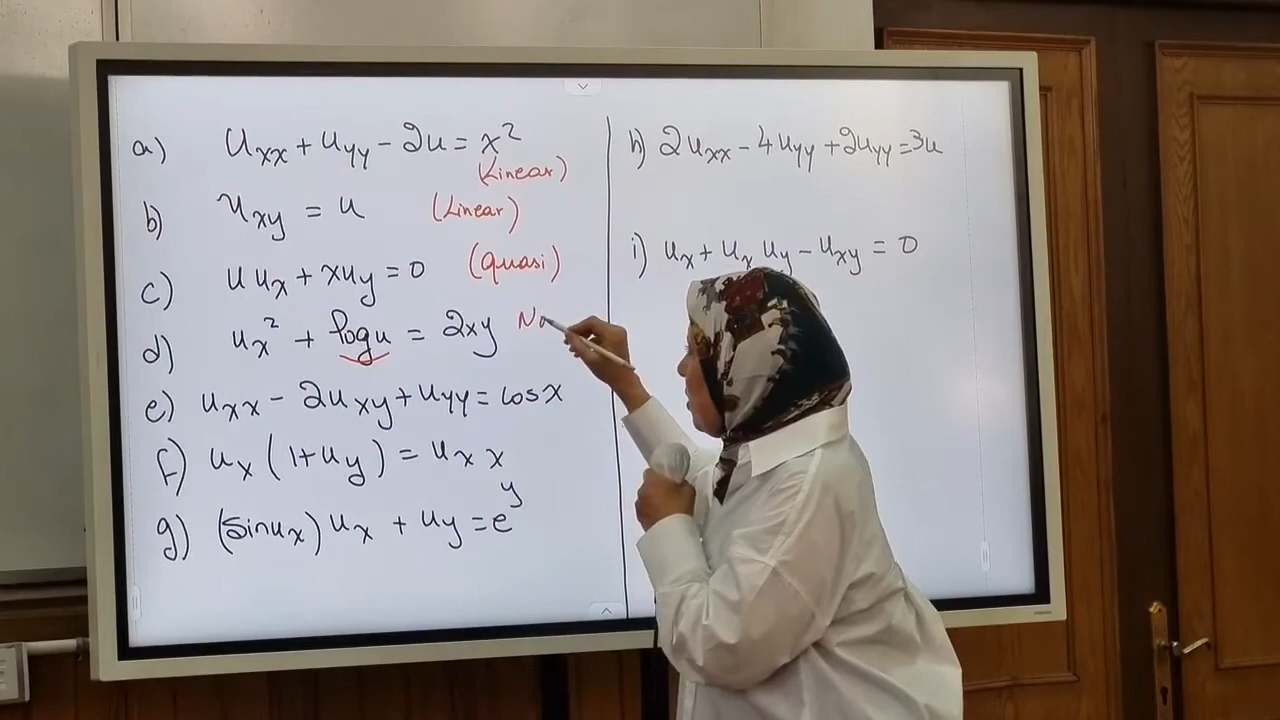 a) u_xx + u_yy - 2u = x²
(Linear)
b) u_xy = u (Linear)
c) u u_x + x u_y = 0 (quasi)
d) u_x² + log u = 2xy No
e) u_xx - 2u_xy + u_yy = cos x
f) u_x (1 + u_y) = u_x x
g) (sin u_x) u_x + u_y = e^y
h) 2u_xx - 4u_yy + 2u_yy = 3u
i) u_x + u_x u_y - u_xy = 0